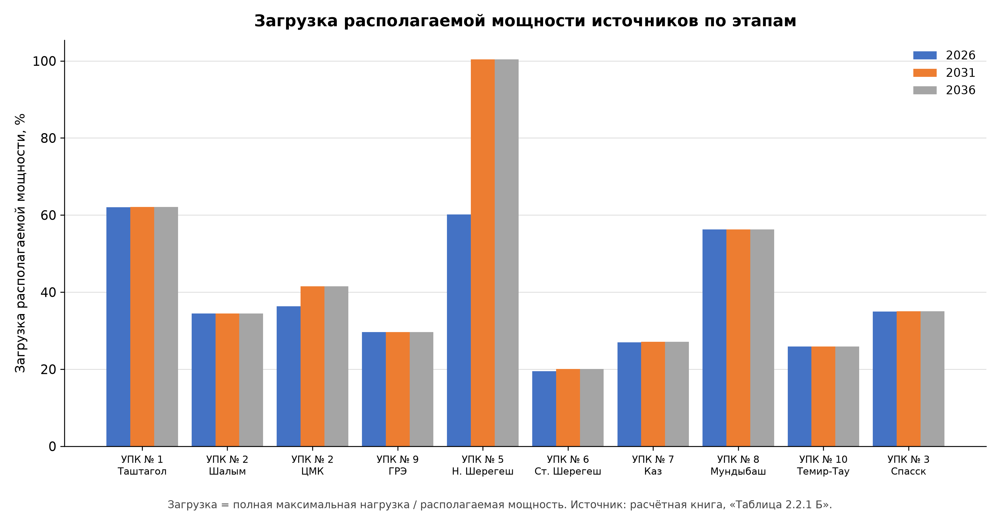 Загрузка располагаемой мощности источников по этапам
Загрузка располагаемой мощности, %
100
80
60
40
20
0
2026
2031
2036
УПК № 1
Таштагол
УПК № 2
Шалым
УПК № 2
ЦМК
УПК № 9
ГРЭ
УПК № 5
Н. Шерегеш
УПК № 6
Ст. Шерегеш
УПК № 7
Каз
УПК № 8
Мундыбаш
УПК № 10
Темир-Тау
УПК № 3
Спасск
Загрузка = полная максимальная нагрузка / располагаемая мощность. Источник: расчётная книга, «Таблица 2.2.1 Б».